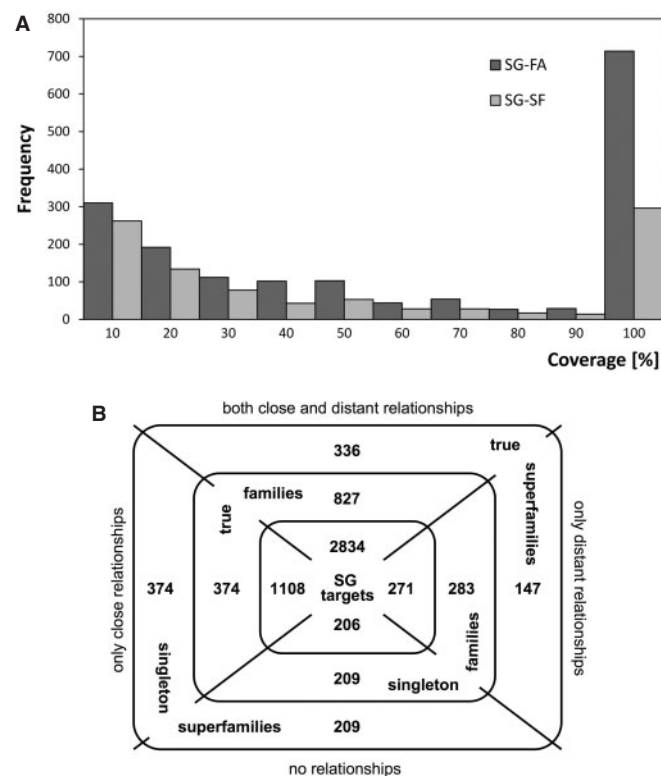 A
800
700
600
500
400
300
200
100
0
Frequency
SG-FA
SG-SF
10 20 30 40 50 60 70 80 90 100
Coverage [%]
B
both close and distant relationships
336
true
families
827
superfamilies
true
2834
only close relationships
374 374 1108 SG targets 271 283 147
only distant relationships
206
families
singleton
209
singleton
superfamilies
209
no relationships